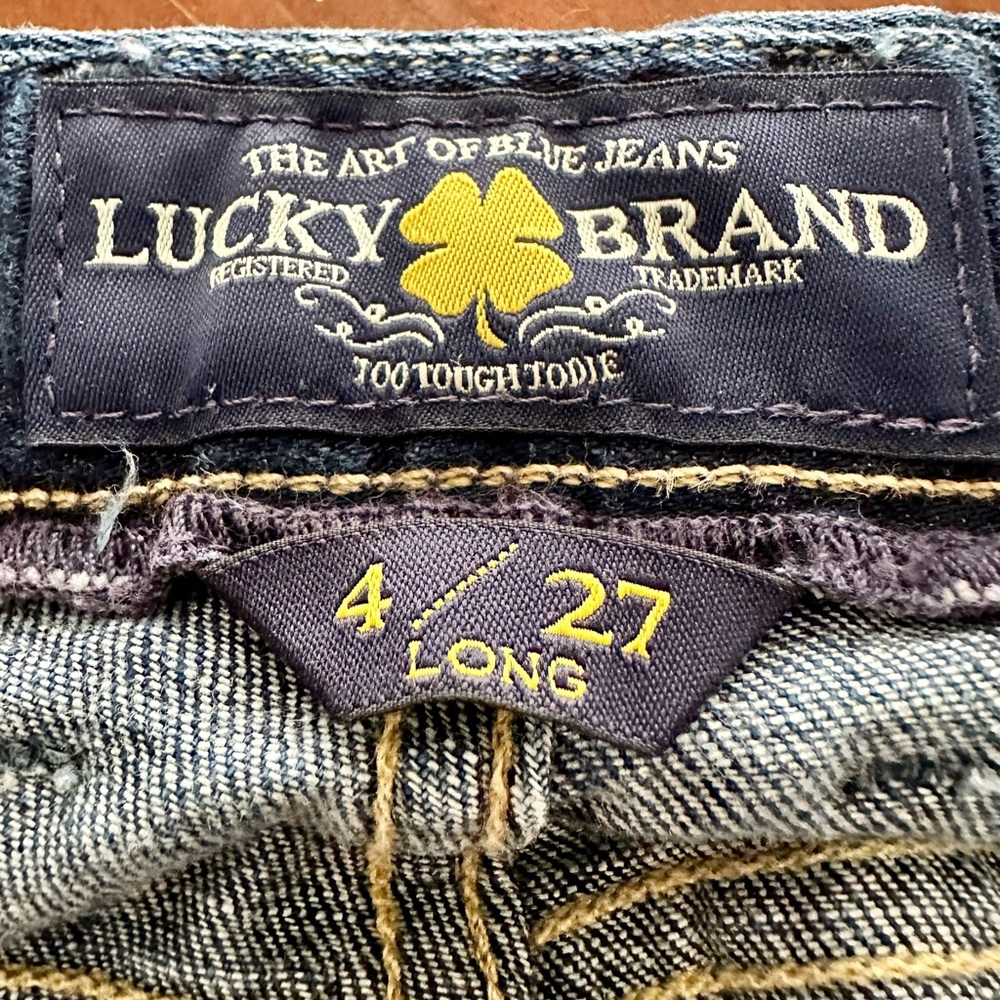 THE ART OF BLUE JEANS
LUCKY BRAND
REGISTERED TRADEMARK
TOO TOUGH TO DIE
4 / 27
LONG